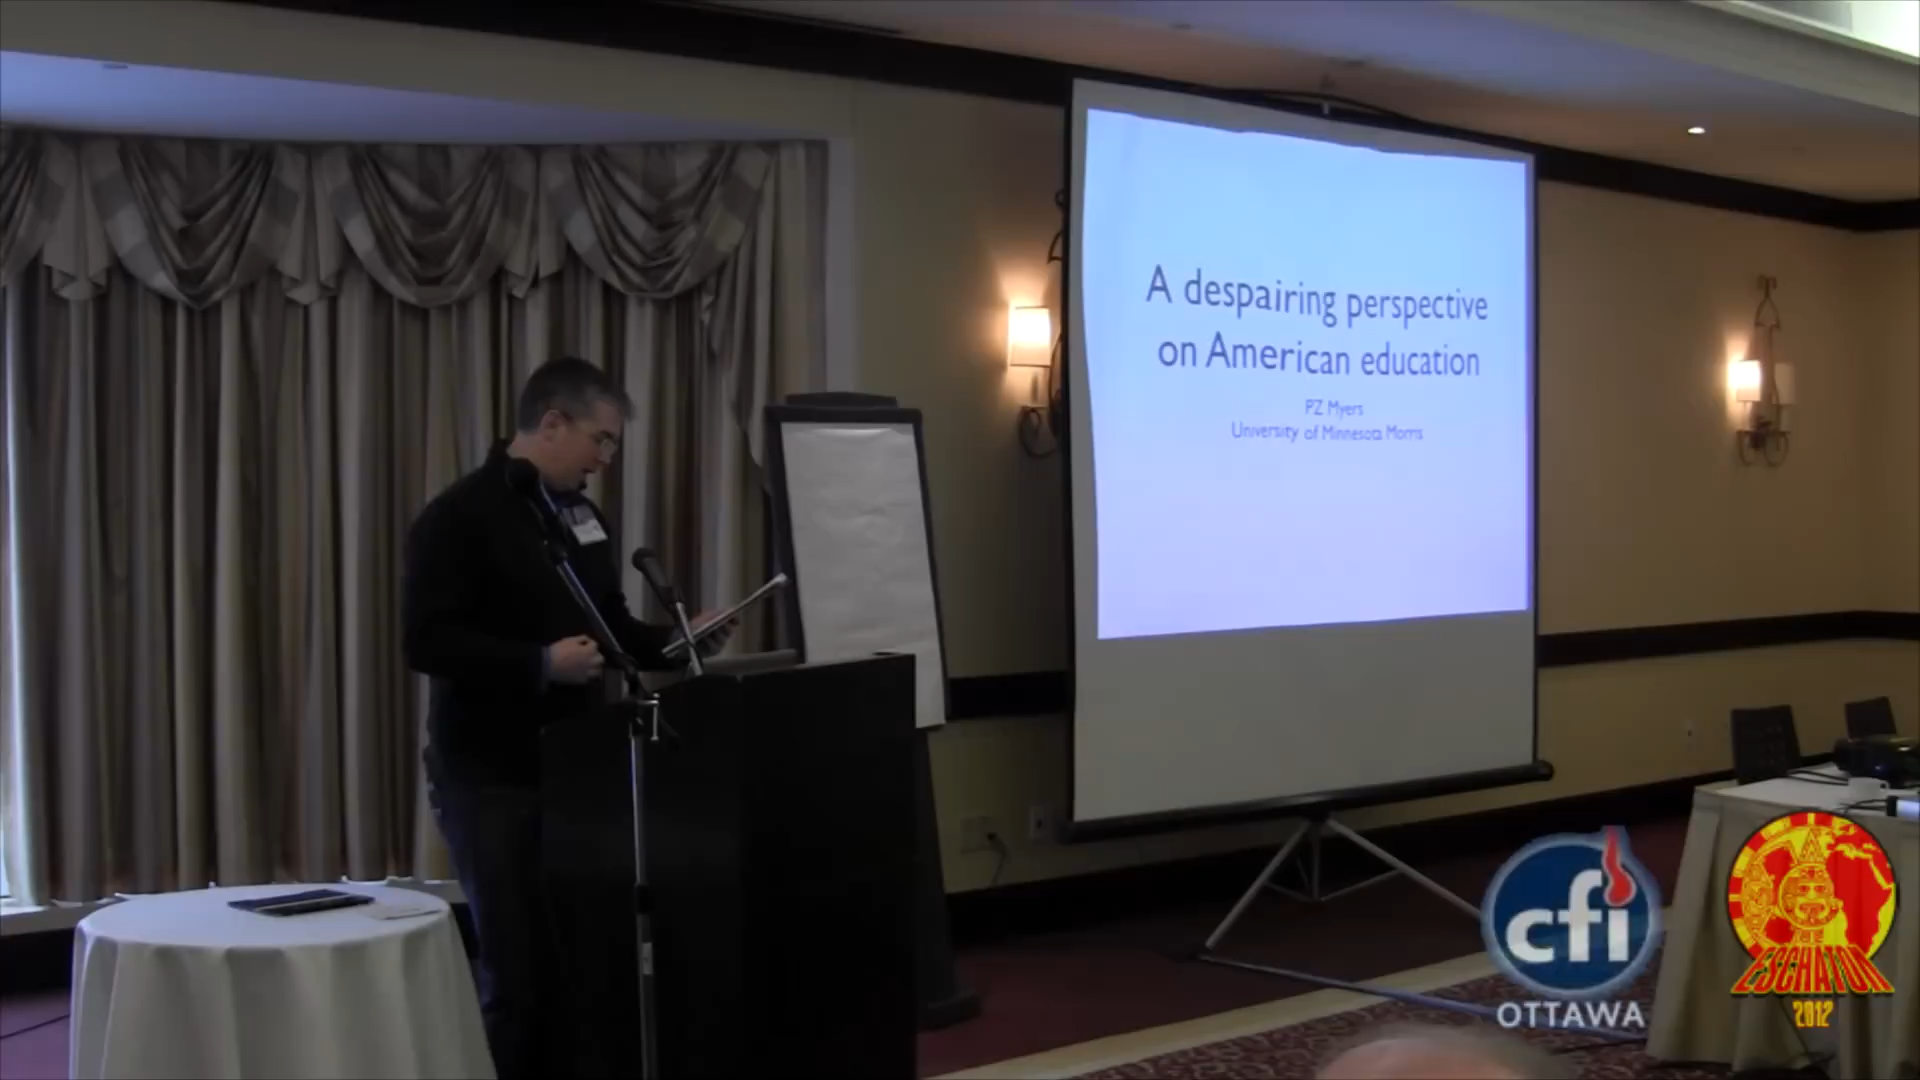 A despairing perspective
on American education
PZ Myers
University of Minnesota Morris
cfi
OTTAWA
ESCHATON
2012